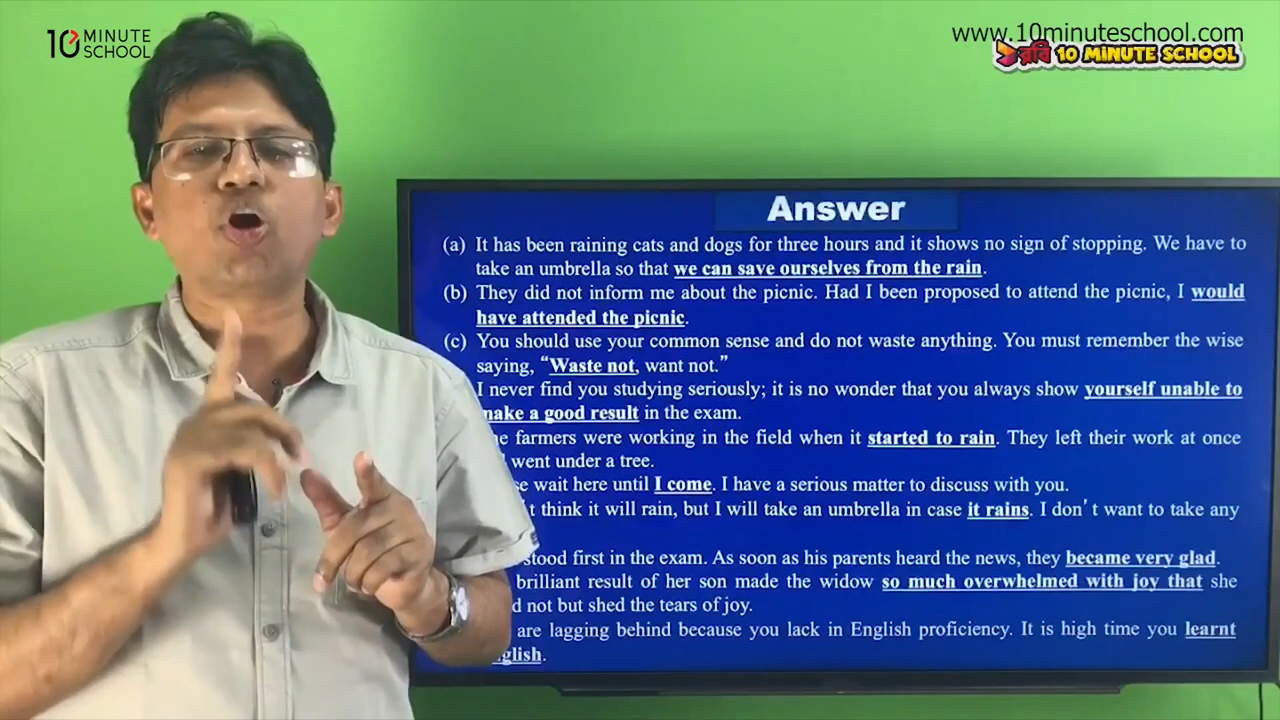 10 MINUTE
SCHOOL
www.10minuteschool.com
রবি 10 MINUTE SCHOOL
Answer
(a) It has been raining cats and dogs for three hours and it shows no sign of stopping. We have to
take an umbrella so that we can save ourselves from the rain.
(b) They did not inform me about the picnic. Had I been proposed to attend the picnic, I would
have attended the picnic.
(c) You should use your common sense and do not waste anything. You must remember the wise
saying, “Waste not, want not.”
I never find you studying seriously; it is no wonder that you always show yourself unable to
make a good result in the exam.
farmers were working in the field when it started to rain. They left their work at once
went under a tree.
wait here until I come. I have a serious matter to discuss with you.
think it will rain, but I will take an umbrella in case it rains. I don't want to take any
stood first in the exam. As soon as his parents heard the news, they became very glad.
brilliant result of her son made the widow so much overwhelmed with joy that she
not but shed the tears of joy.
are lagging behind because you lack in English proficiency. It is high time you learnt
glish.